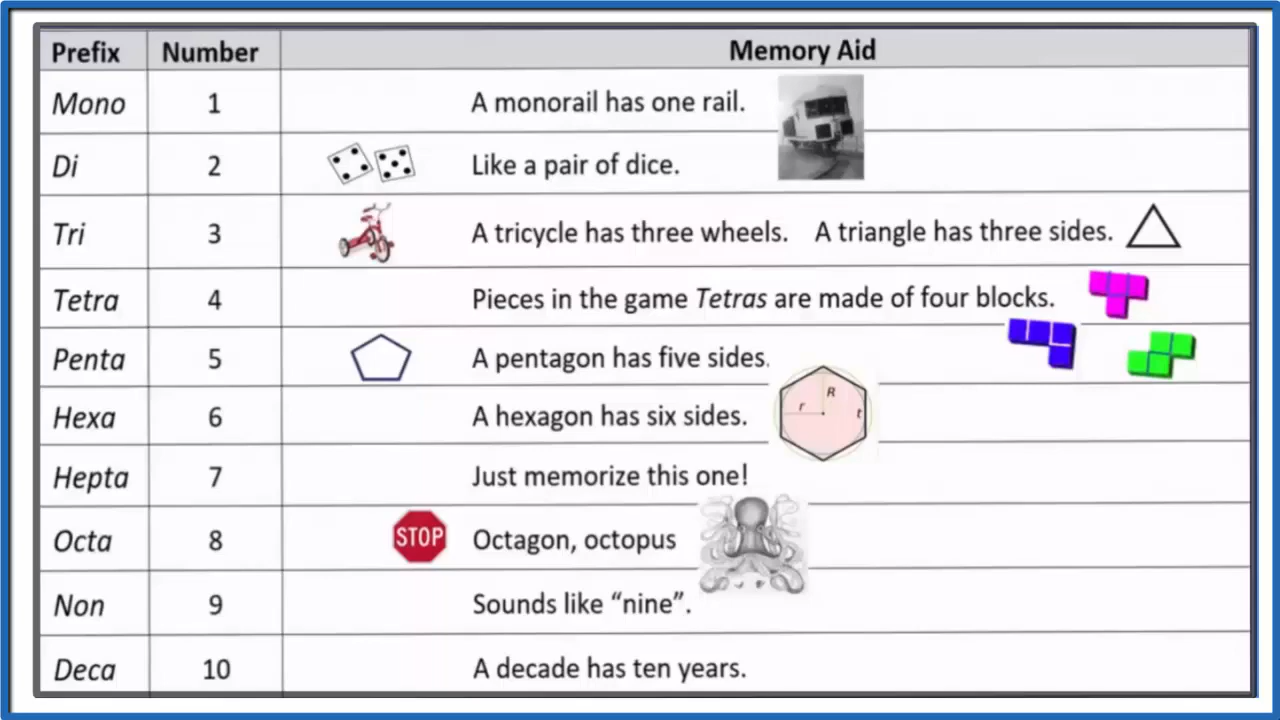 Prefix Number Memory Aid
Mono 1 A monorail has one rail.
Di 2 Like a pair of dice.
Tri 3 A tricycle has three wheels. A triangle has three sides.
Tetra 4 Pieces in the game Tetras are made of four blocks.
Penta 5 A pentagon has five sides.
Hexa 6 A hexagon has six sides.
R
r t
Hepta 7 Just memorize this one!
Octa 8 STOP Octagon, octopus
Non 9 Sounds like “nine”.
Deca 10 A decade has ten years.